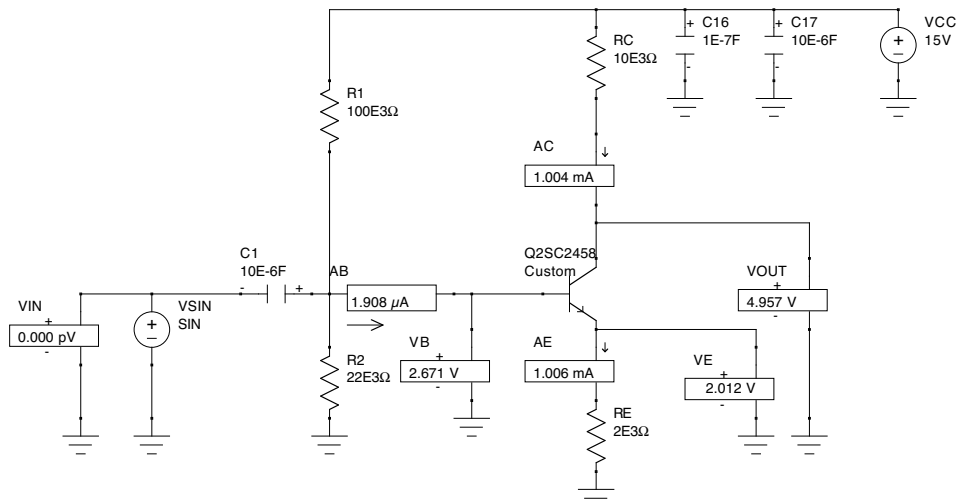 RC
10E3Ω
+ C16
1E-7F
-
+ C17
10E-6F
-
VCC
15V
+
−
R1
100E3Ω
AC
1.004 mA
C1
10E-6F
- +
AB
1.908 µA
Q2SC2458
Custom
VOUT
+
4.957 V
-
VIN
+
0.000 pV
-
VSIN
SIN
+
−
R2
22E3Ω
VB
+
2.671 V
-
AE
1.006 mA
VE
+
2.012 V
-
RE
2E3Ω